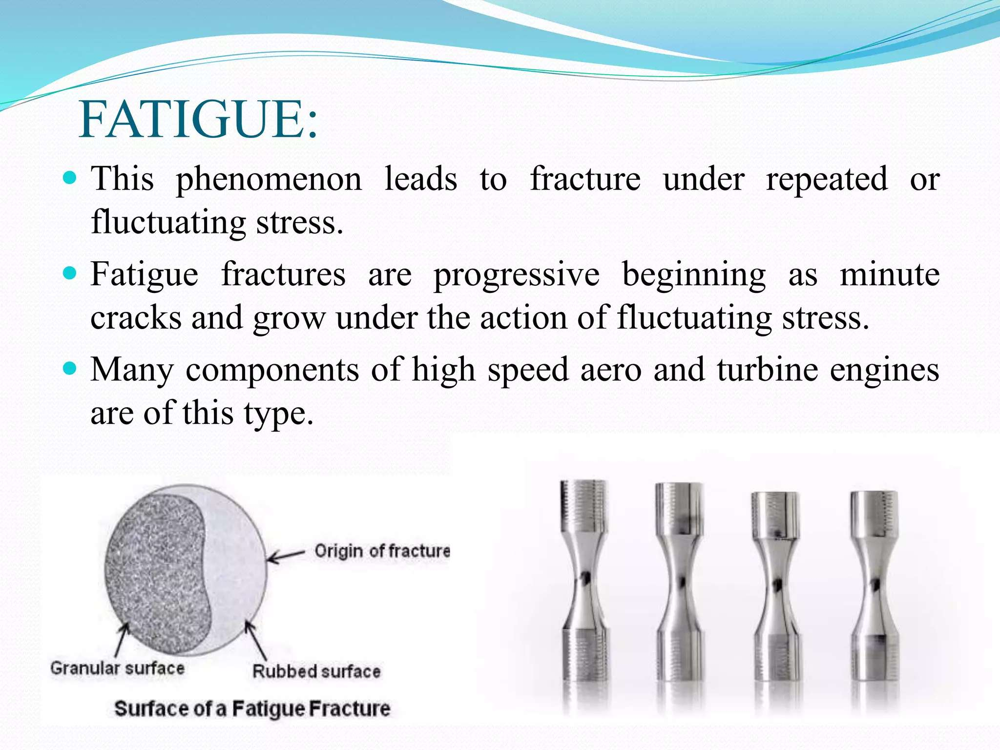 FATIGUE:
• This phenomenon leads to fracture under repeated or
fluctuating stress.
• Fatigue fractures are progressive beginning as minute
cracks and grow under the action of fluctuating stress.
• Many components of high speed aero and turbine engines
are of this type.
Origin of fracture
Granular surface
Rubbed surface
Surface of a Fatigue Fracture